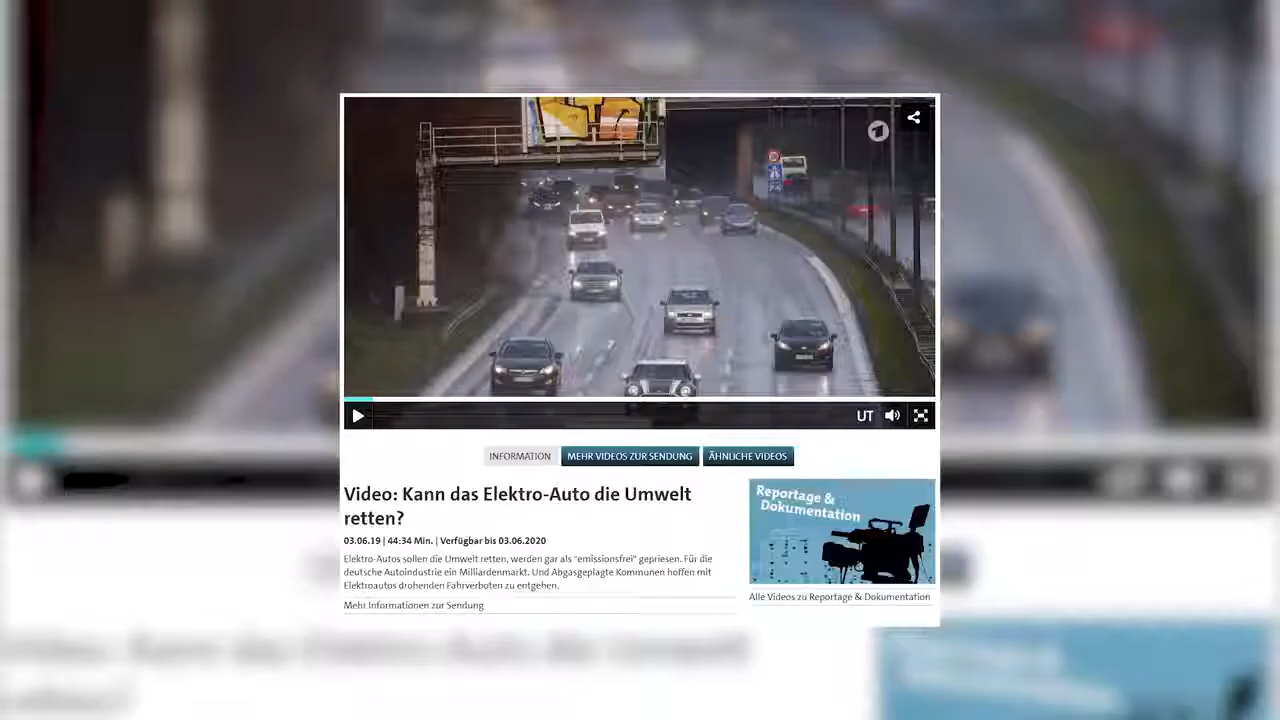 UT
INFORMATION
MEHR VIDEOS ZUR SENDUNG
ÄHNLICHE VIDEOS
Video: Kann das Elektro-Auto die Umwelt
retten?
03.06.19 | 44:34 Min. | Verfügbar bis 03.06.2020
Elektro-Autos sollen die Umwelt retten, werden gar als "emissionsfrei" gepriesen. Für die
deutsche Autoindustrie ein Milliardenmarkt. Und Abgasgeplagte Kommunen hoffen mit
Elektroautos drohenden Fahrverboten zu entgehen.
Mehr Informationen zur Sendung
Reportage &
Dokumentation
Alle Videos zu Reportage & Dokumentation